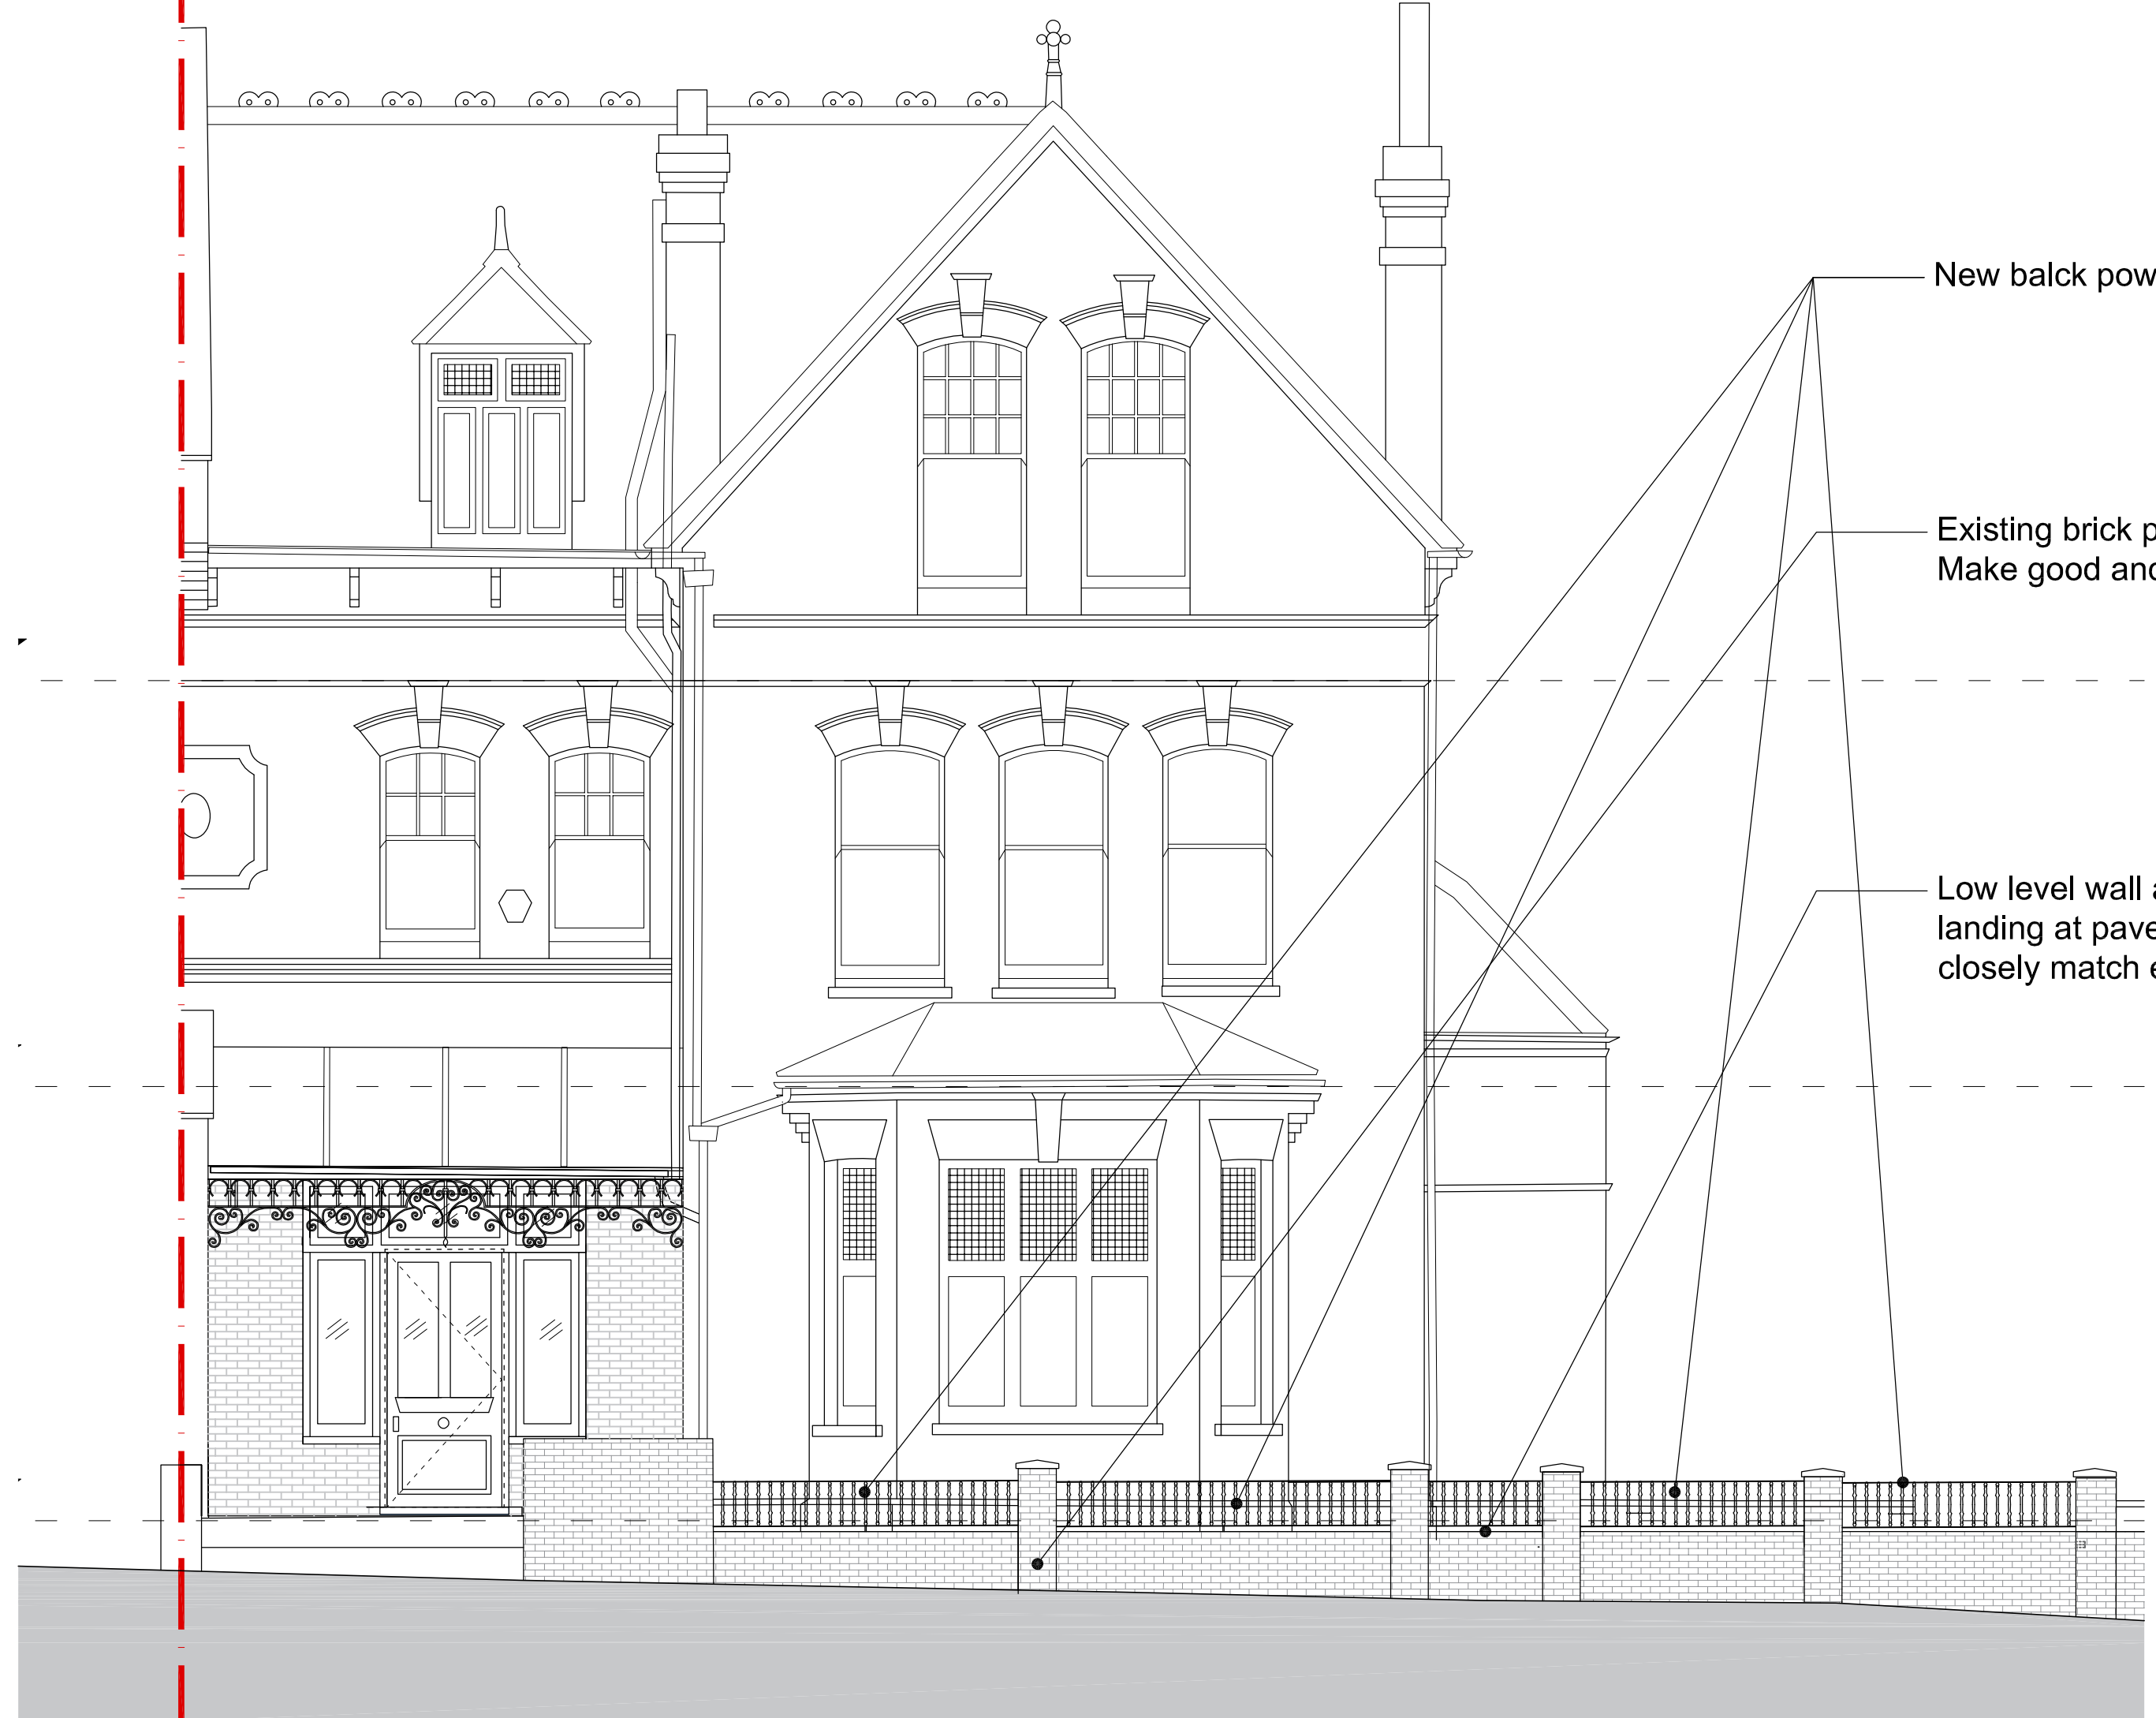 New balck pow
Existing brick p
Make good and
Low level wall a
landing at pave
closely match e